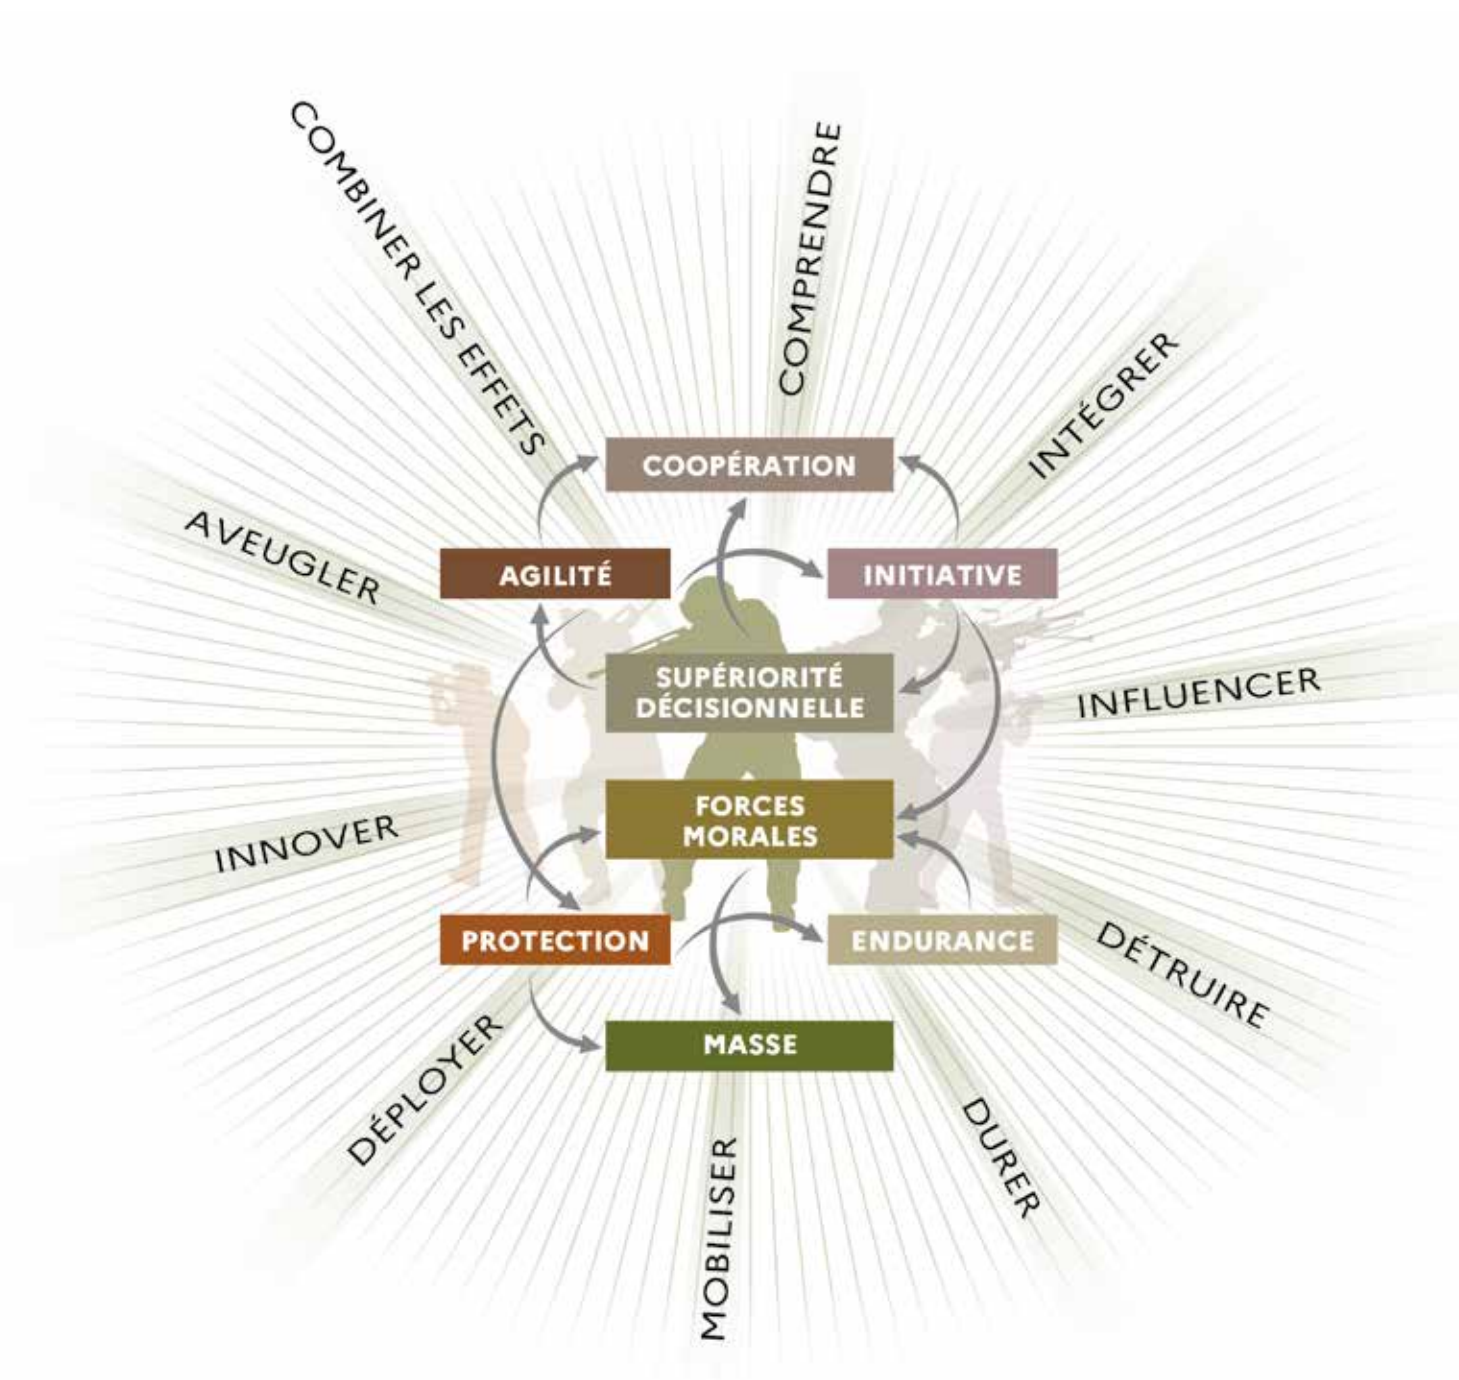 COMBINER LES EFFETS
COMPRENDRE
INTÉGRER
AVEUGLER
COOPÉRATION
AGILITÉ
INITIATIVE
SUPÉRIORITÉ
DÉCISIONNELLE
INFLUENCER
FORCES
MORALES
INNOVER
PROTECTION
ENDURANCE
DÉTRUIRE
MASSE
DÉPLOYER
DURER
MOBILISER